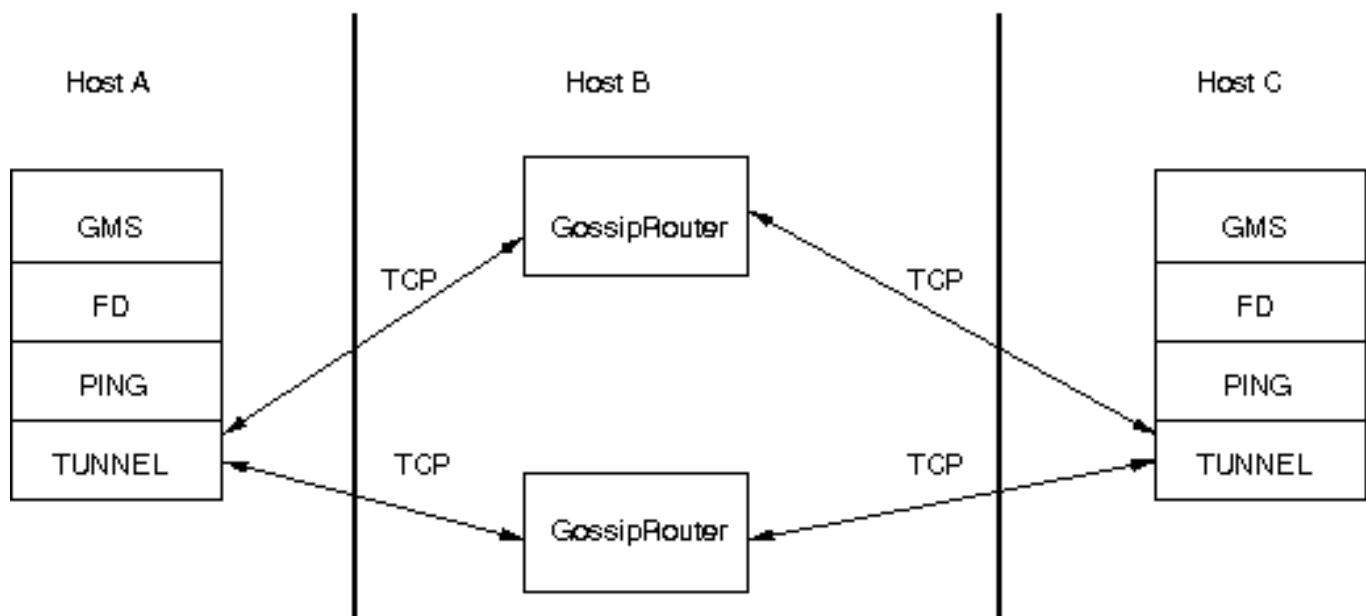 Host A
Host B
Host C
GMS
FD
PING
TUNNEL
TCP
TCP
GossipRouter
GossipRouter
TCP
TCP
GMS
FD
PING
TUNNEL